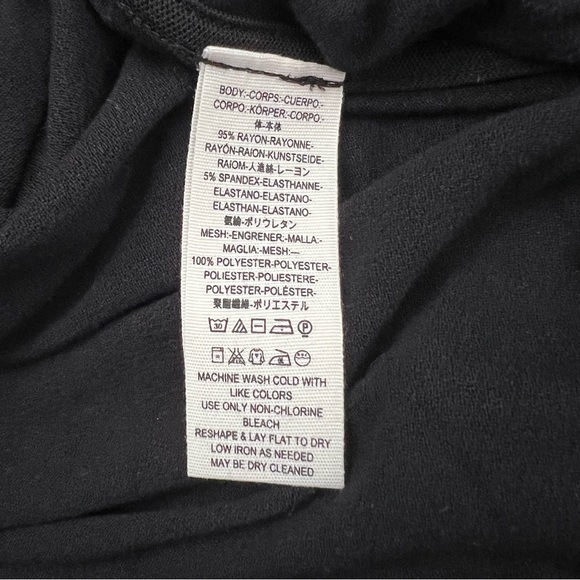 BODY:-CORPS:-CUERPO:-
CORPO:-KÖRPER:-CORPO:-
体-本体
95% RAYON-RAYONNE-
RAYÓN-RAION-KUNSTSEIDE-
RAIOM-人造絲-レーヨン
5% SPANDEX-ELASTHANNE-
ELASTANO-ELASTANO-
ELASTHAN-ELASTANO-
氨綸-ポリウレタン
MESH:-ENGRENER:-MALLA:-
MAGLIA:-MESH:—
100% POLYESTER-POLYESTER-
POLIESTER-POLIESTERE-
POLYESTER-POLÉSTER-
聚脂纖維-ポリエステル
30 P
MACHINE WASH COLD WITH
LIKE COLORS
USE ONLY NON-CHLORINE
BLEACH
RESHAPE & LAY FLAT TO DRY
LOW IRON AS NEEDED
MAY BE DRY CLEANED